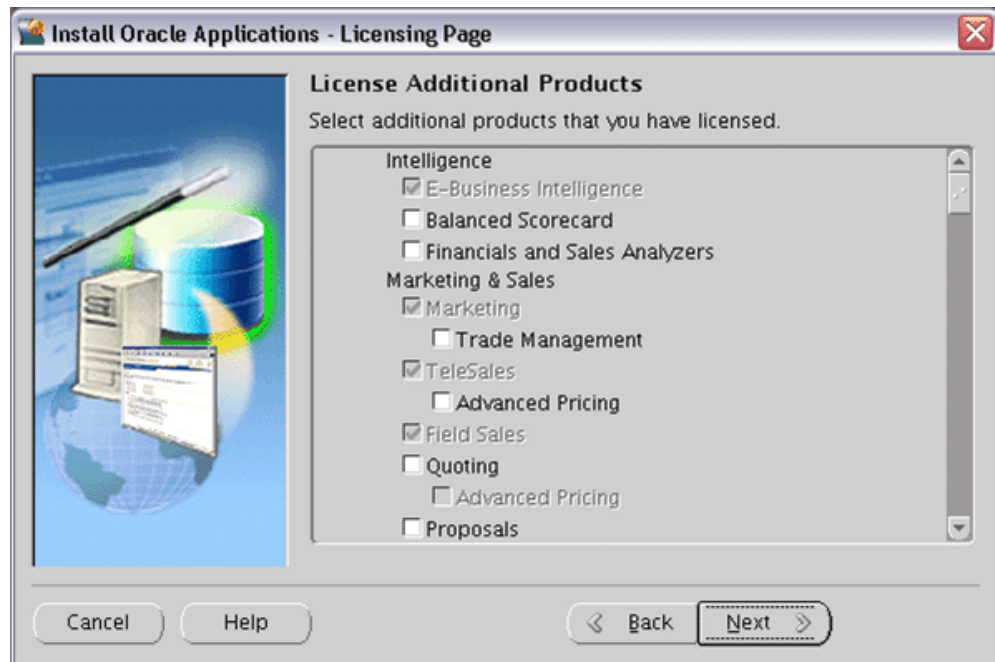 Install Oracle Applications - Licensing Page
License Additional Products
Select additional products that you have licensed.
Intelligence
E-Business Intelligence
Balanced Scorecard
Financials and Sales Analyzers
Marketing & Sales
Marketing
Trade Management
TeleSales
Advanced Pricing
Field Sales
Quoting
Advanced Pricing
Proposals
Cancel
Help
Back
Next